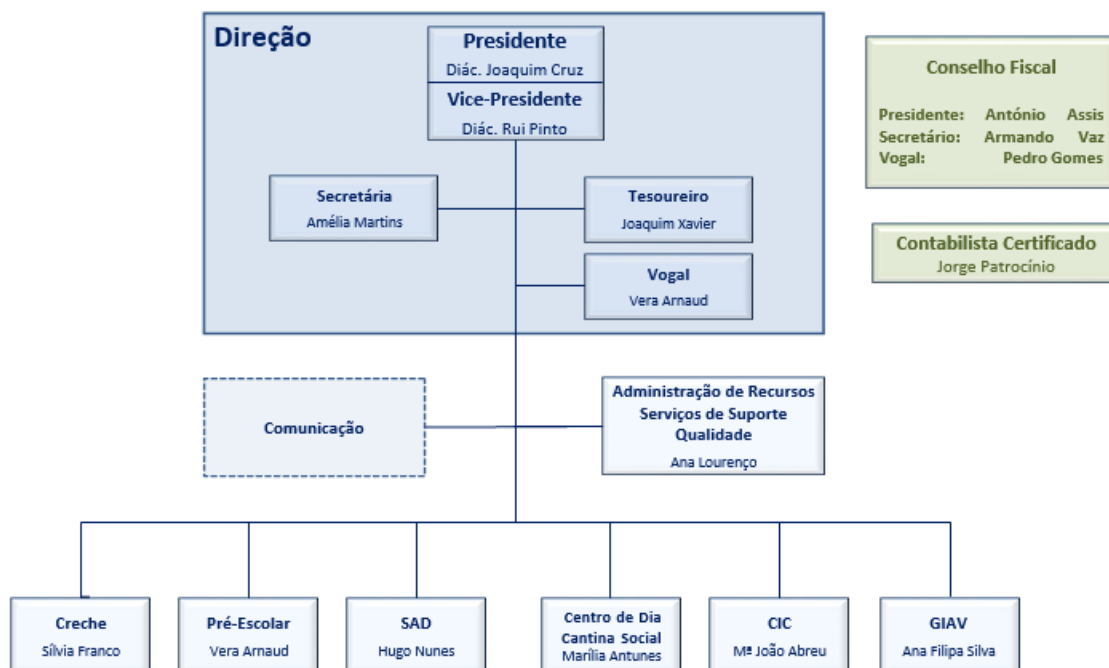 Direção
Presidente
Diác. Joaquim Cruz
Vice-Presidente
Diác. Rui Pinto
Secretária
Amélia Martins
Tesoureiro
Joaquim Xavier
Vogal
Vera Arnaud
Conselho Fiscal
Presidente: António Assis
Secretário: Armando Vaz
Vogal: Pedro Gomes
Contabilista Certificado
Jorge Patrocínio
Comunicação
Administração de Recursos
Serviços de Suporte
Qualidade
Ana Lourenço
Creche
Sílvia Franco
Pré-Escolar
Vera Arnaud
SAD
Hugo Nunes
Centro de Dia
Cantina Social
Marília Antunes
CIC
Mª João Abreu
GIAV
Ana Filipa Silva